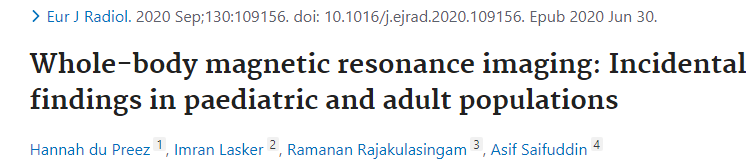 Eur J Radiol. 2020 Sep;130:109156. doi: 10.1016/j.ejrad.2020.109156. Epub 2020 Jun 30.
Whole-body magnetic resonance imaging: Incidental
findings in paediatric and adult populations
Hannah du Preez 1, Imran Lasker 2, Ramanan Rajakulasingam 3, Asif Saifuddin 4